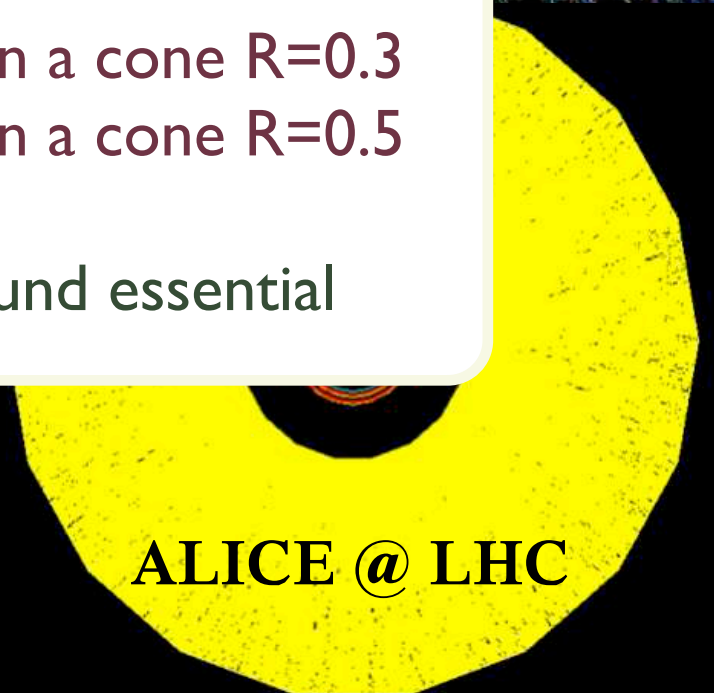 n a cone R=0.3
n a cone R=0.5
und essential
ALICE @ LHC